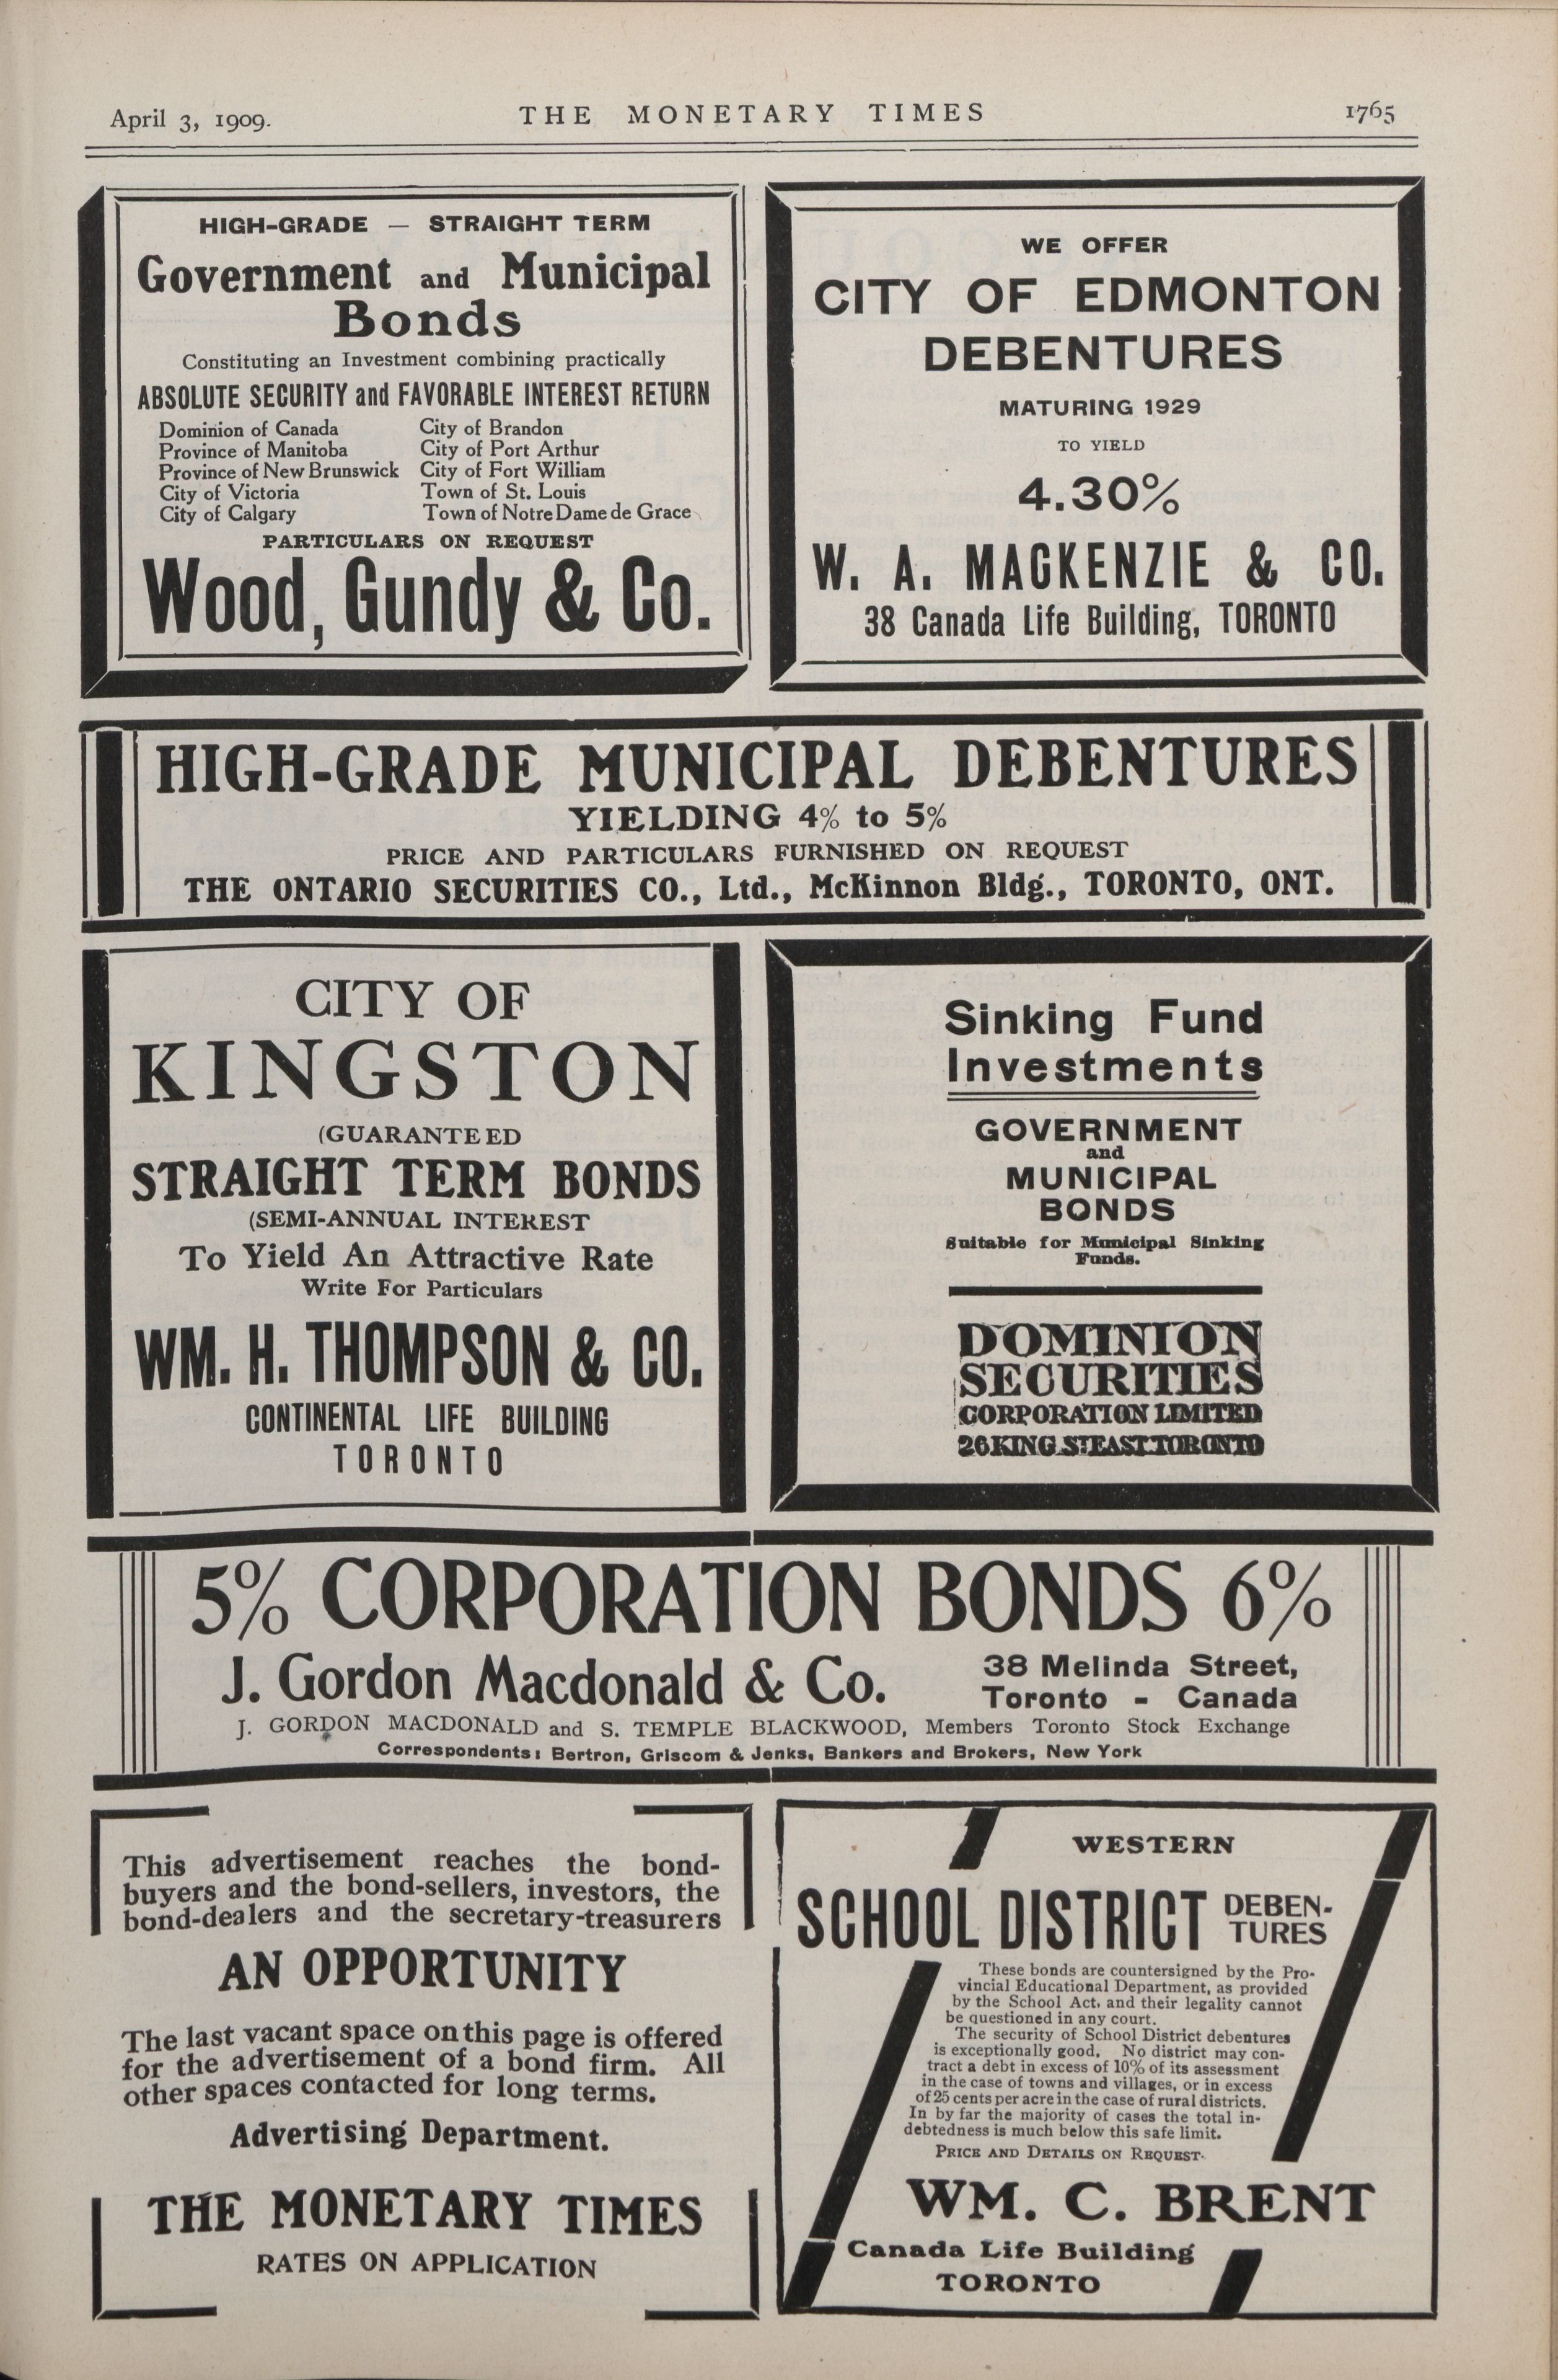 April 3, 1909.
THE MONETARY TIMES
1765
HIGH-GRADE — STRAIGHT TERM
Government and Municipal
Bonds
Constituting an Investment combining practically
ABSOLUTE SECURITY and FAVORABLE INTEREST RETURN
Dominion of Canada
Province of Manitoba
Province of New Brunswick
City of Victoria
City of Calgary
City of Brandon
City of Port Arthur
City of Fort William
Town of St. Louis
Town of Notre Dame de Grace
PARTICULARS ON REQUEST
Wood, Gundy & Co.
WE OFFER
CITY OF EDMONTON
DEBENTURES
MATURING 1929
TO YIELD
4.30%
W. A. MACKENZIE & CO.
38 Canada Life Building, TORONTO
HIGH-GRADE MUNICIPAL DEBENTURES
YIELDING 4% to 5%
PRICE AND PARTICULARS FURNISHED ON REQUEST
THE ONTARIO SECURITIES CO., Ltd., McKinnon Bldg., TORONTO, ONT.
CITY OF
KINGSTON
(GUARANTEED
STRAIGHT TERM BONDS
(SEMI-ANNUAL INTEREST
To Yield An Attractive Rate
Write For Particulars
WM. H. THOMPSON & CO.
CONTINENTAL LIFE BUILDING
TORONTO
Sinking Fund
Investments
GOVERNMENT
and
MUNICIPAL
BONDS
Suitable for Municipal Sinking
Funds.
DOMINION
SECURITIES
CORPORATION LIMITED
26 KING ST. EAST TORONTO
5% CORPORATION BONDS 6%
J. Gordon Macdonald & Co.
38 Melinda Street,
Toronto - Canada
J. GORDON MACDONALD and S. TEMPLE BLACKWOOD, Members Toronto Stock Exchange
Correspondents: Bertron, Griscom & Jenks, Bankers and Brokers, New York
This advertisement reaches the bond-
buyers and the bond-sellers, investors, the
bond-dealers and the secretary-treasurers
AN OPPORTUNITY
The last vacant space on this page is offered
for the advertisement of a bond firm. All
other spaces contacted for long terms.
Advertising Department.
THE MONETARY TIMES
RATES ON APPLICATION
WESTERN
SCHOOL DISTRICT DEBEN-
TURES
These bonds are countersigned by the Pro-
vincial Educational Department, as provided
by the School Act, and their legality cannot
be questioned in any court.
The security of School District debentures
is exceptionally good. No district may con-
tract a debt in excess of 10% of its assessment
in the case of towns and villages, or in excess
of 25 cents per acre in the case of rural districts.
In by far the majority of cases the total in-
debtedness is much below this safe limit.
PRICE AND DETAILS ON REQUEST.
WM. C. BRENT
Canada Life Building
TORONTO